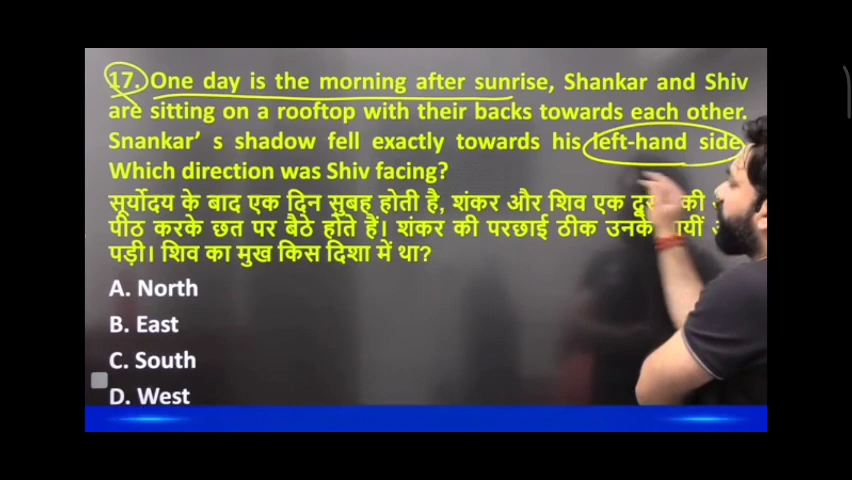 17. One day is the morning after sunrise, Shankar and Shiv
are sitting on a rooftop with their backs towards each other.
Snankar’ s shadow fell exactly towards his left-hand side
Which direction was Shiv facing?
सूर्योदय के बाद एक दिन सुबह होती है, शंकर और शिव एक की
पीठ करके छत पर बैठे होते हैं। शंकर की परछाई ठीक उनके
पड़ी। शिव का मुख किस दिशा में था?
A. North
B. East
C. South
D. West